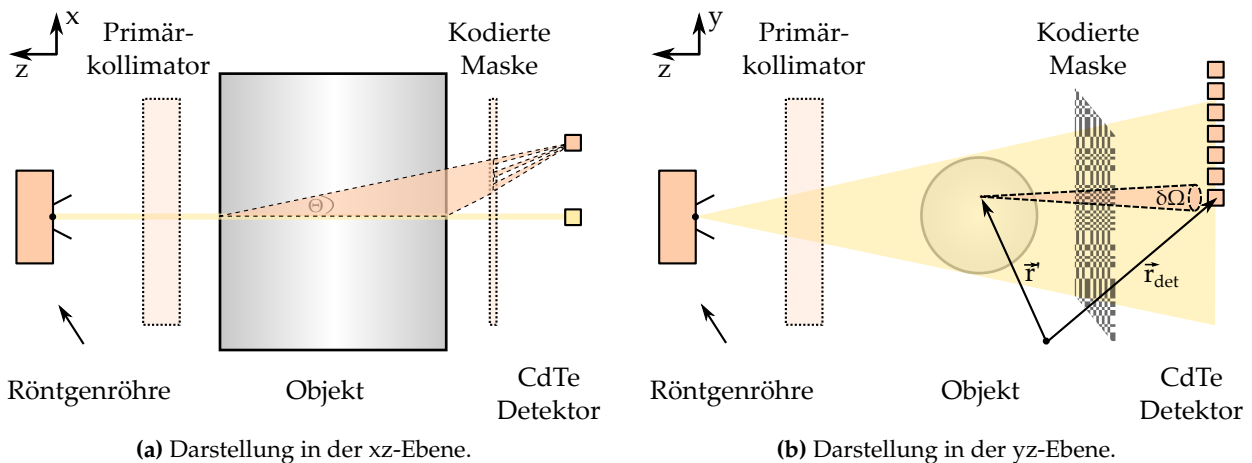 x
z
Primär-
kollimator
Kodierte
Maske
Θ
Röntgenröhre
Objekt
CdTe
Detektor
(a) Darstellung in der xz-Ebene.
y
z
Primär-
kollimator
Kodierte
Maske
δΩ
r⃗'
r⃗det
Röntgenröhre
Objekt
CdTe
Detektor
(b) Darstellung in der yz-Ebene.